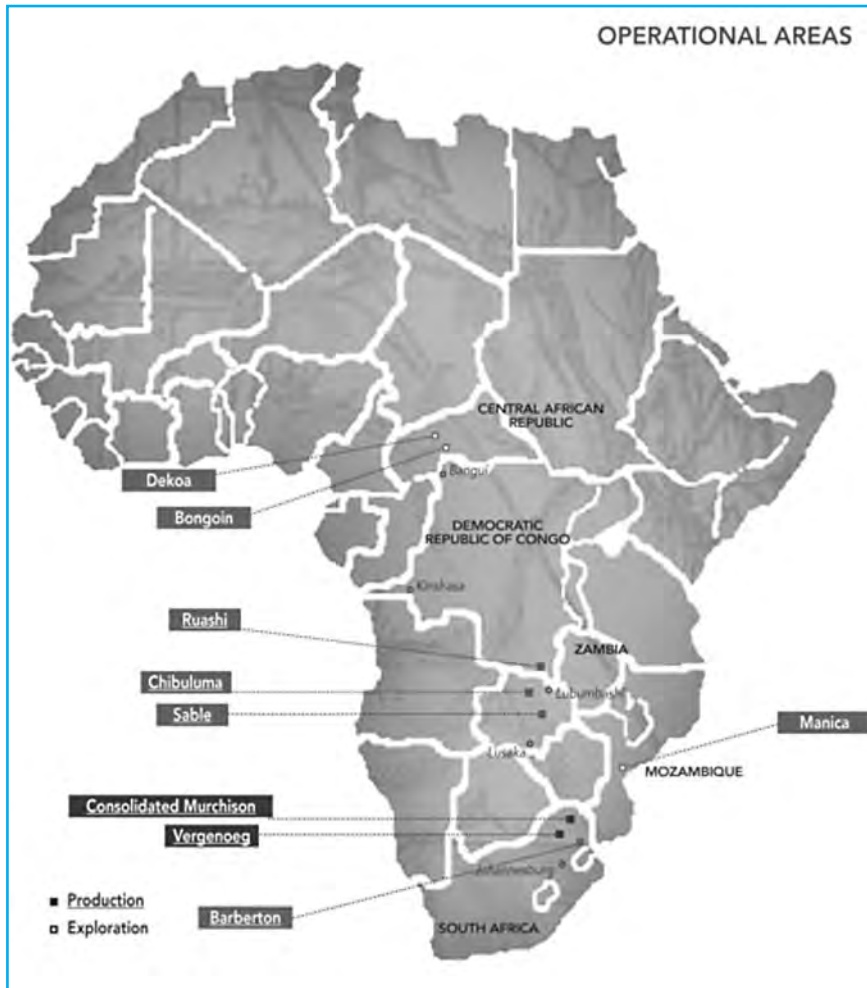 OPERATIONAL AREAS
CENTRAL AFRICAN
REPUBLIC
Dekoa
Bangui
Bongoin
DEMOCRATIC
REPUBLIC OF CONGO
Kinshasa
Ruashi
ZAMBIA
Chibuluma
Lubumbashi
Sable
Manica
Lusaka
MOZAMBIQUE
Consolidated Murchison
Vergenoeg
Johannesburg
Production
Barberton
Exploration
SOUTH AFRICA